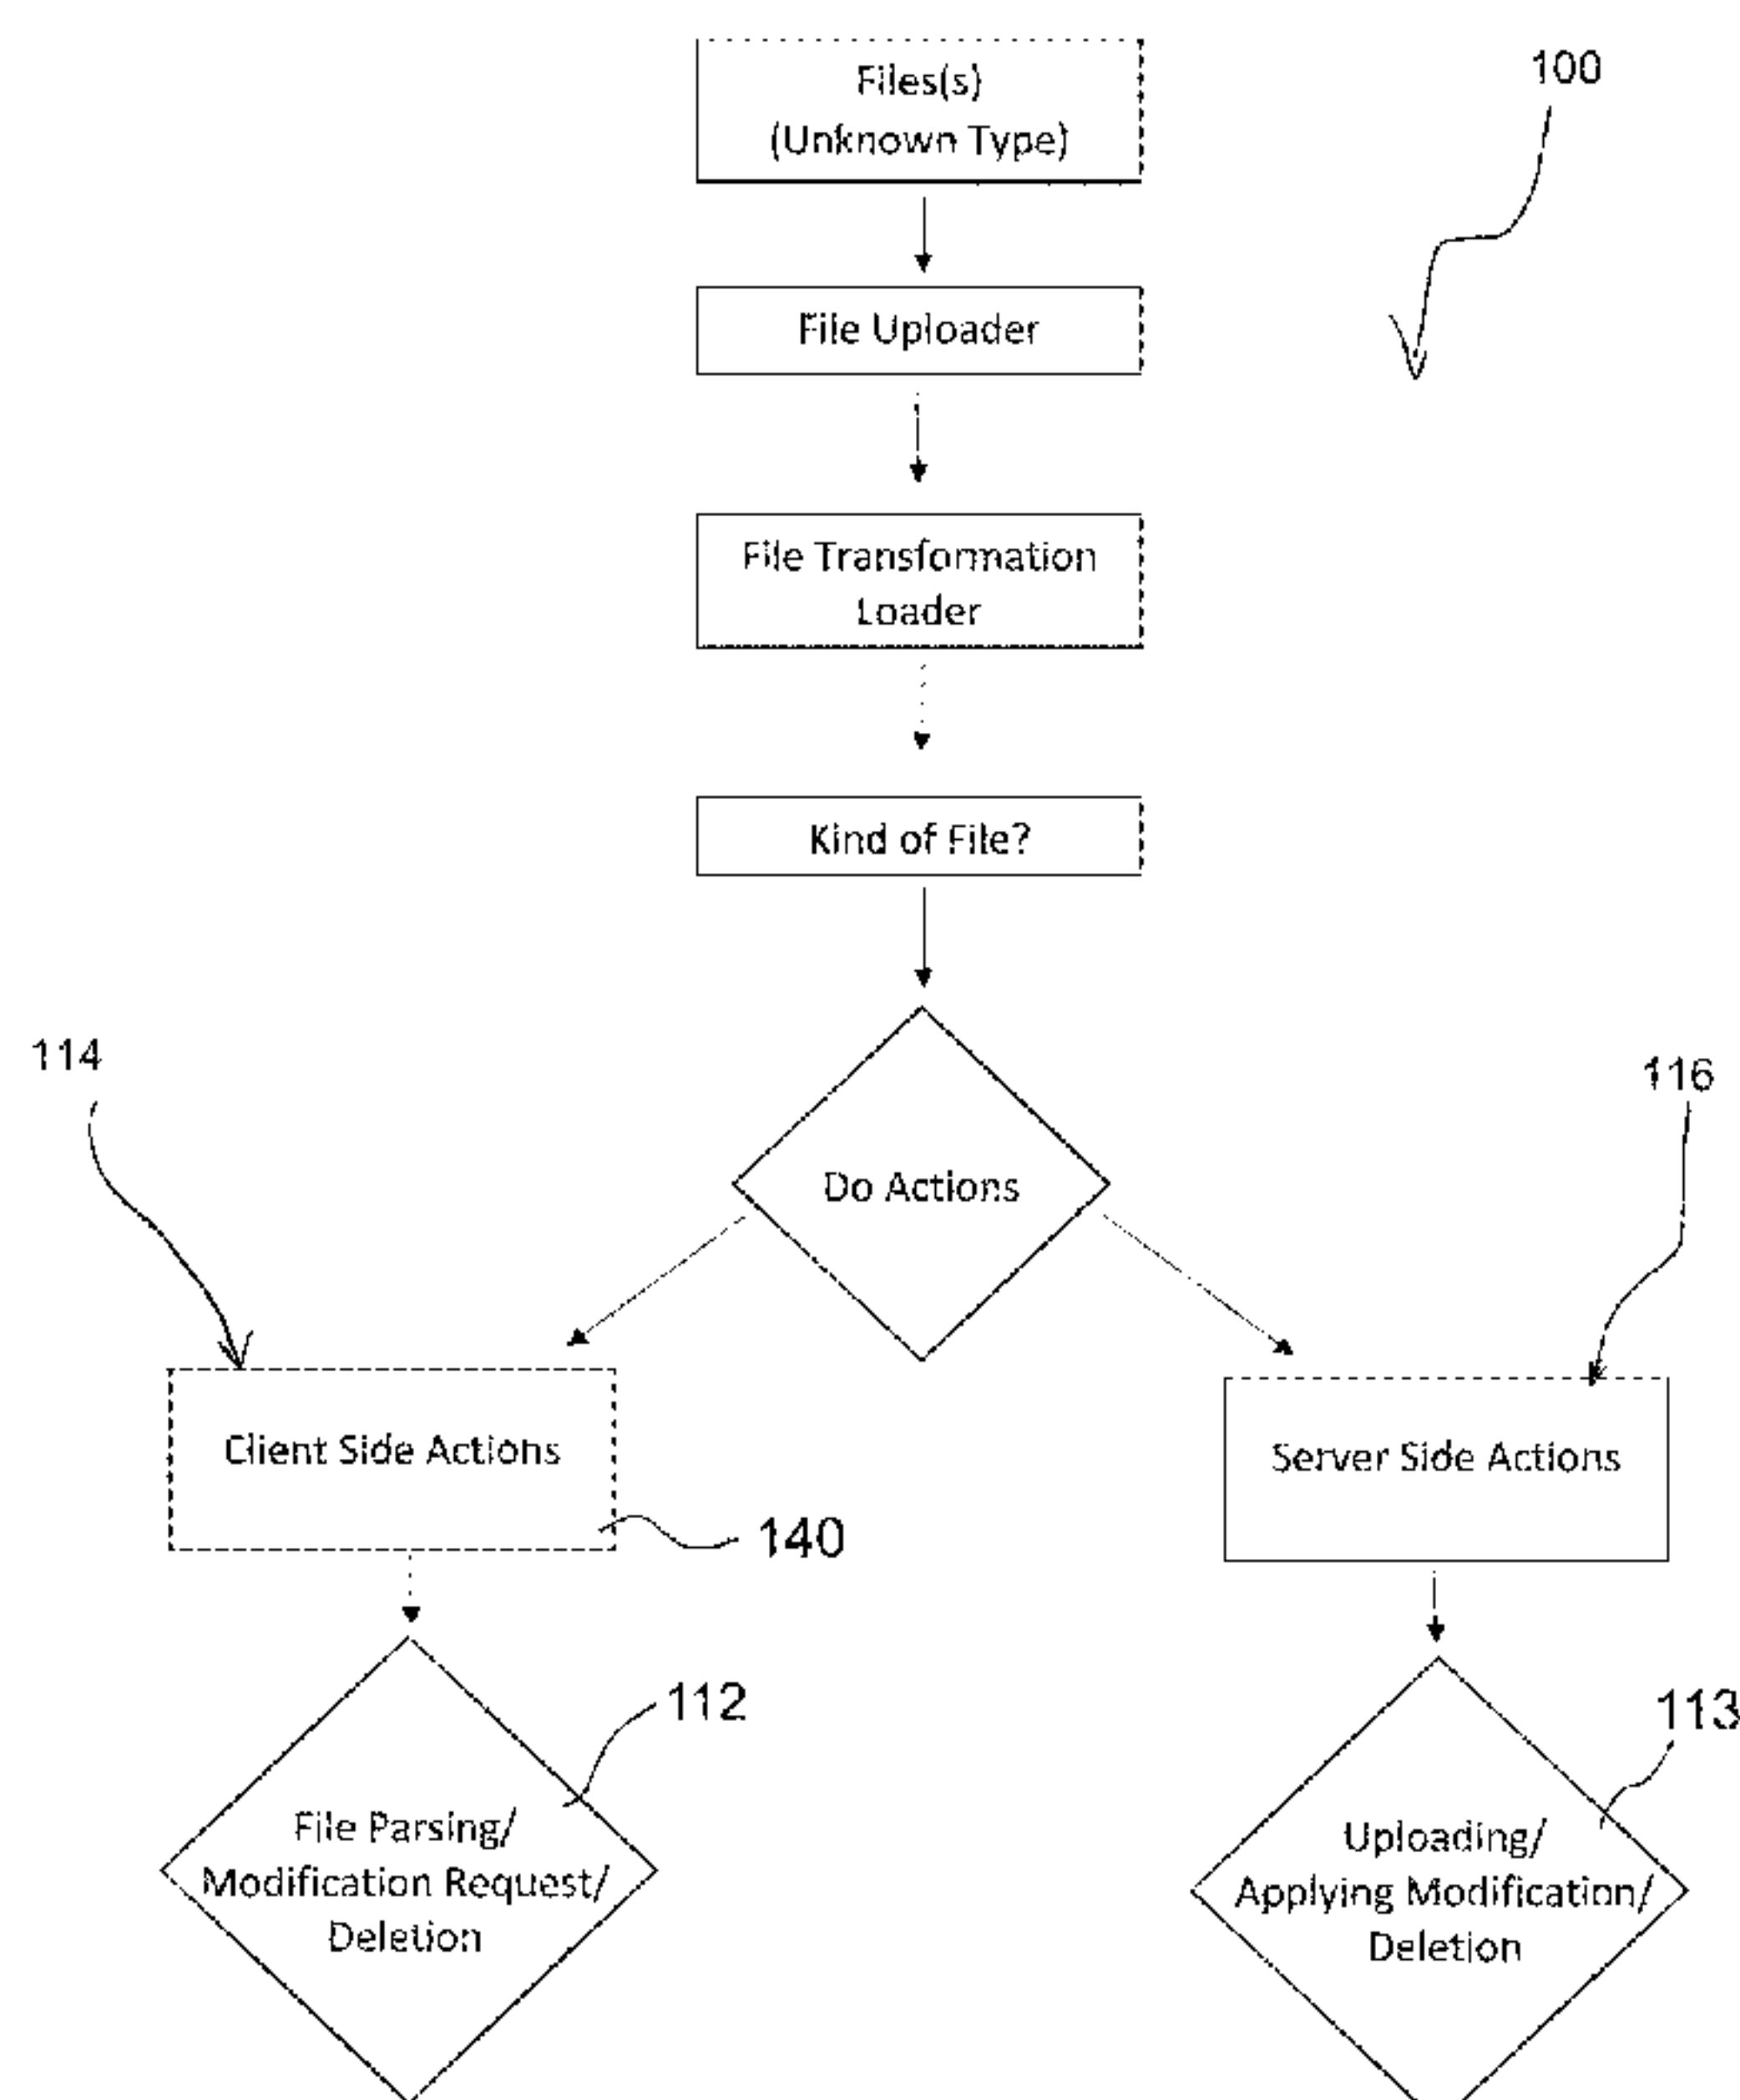 Files(s)
(Unknown Type)
100
File Uploader
File Transformation
Loader
Kind of File?
114
116
Do Actions
Client Side Actions
Server Side Actions
140
112
113
File Parsing/
Modification Request/
Deletion
Uploading/
Applying Modification/
Deletion